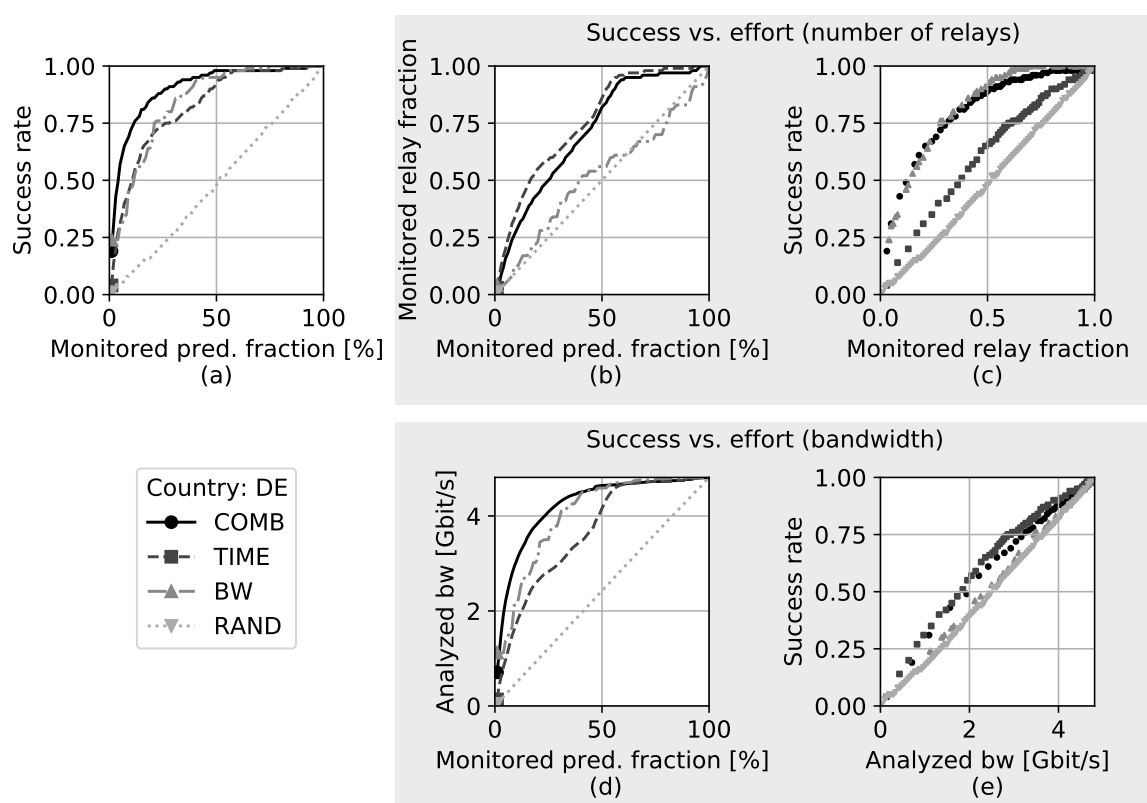 Success vs. effort (number of relays)
1.00
0.75
0.50
0.25
0.00
Success rate
0
50
100
Monitored pred. fraction [%]
(a)
1.00
0.75
0.50
0.25
0.00
Monitored relay fraction
0
50
100
Monitored pred. fraction [%]
(b)
1.00
0.75
0.50
0.25
0.00
Success rate
0.0
0.5
1.0
Monitored relay fraction
(c)
Country: DE
COMB
TIME
BW
RAND
Success vs. effort (bandwidth)
4
2
0
Analyzed bw [Gbit/s]
0
50
100
Monitored pred. fraction [%]
(d)
1.00
0.75
0.50
0.25
0.00
Success rate
0
2
4
Analyzed bw [Gbit/s]
(e)